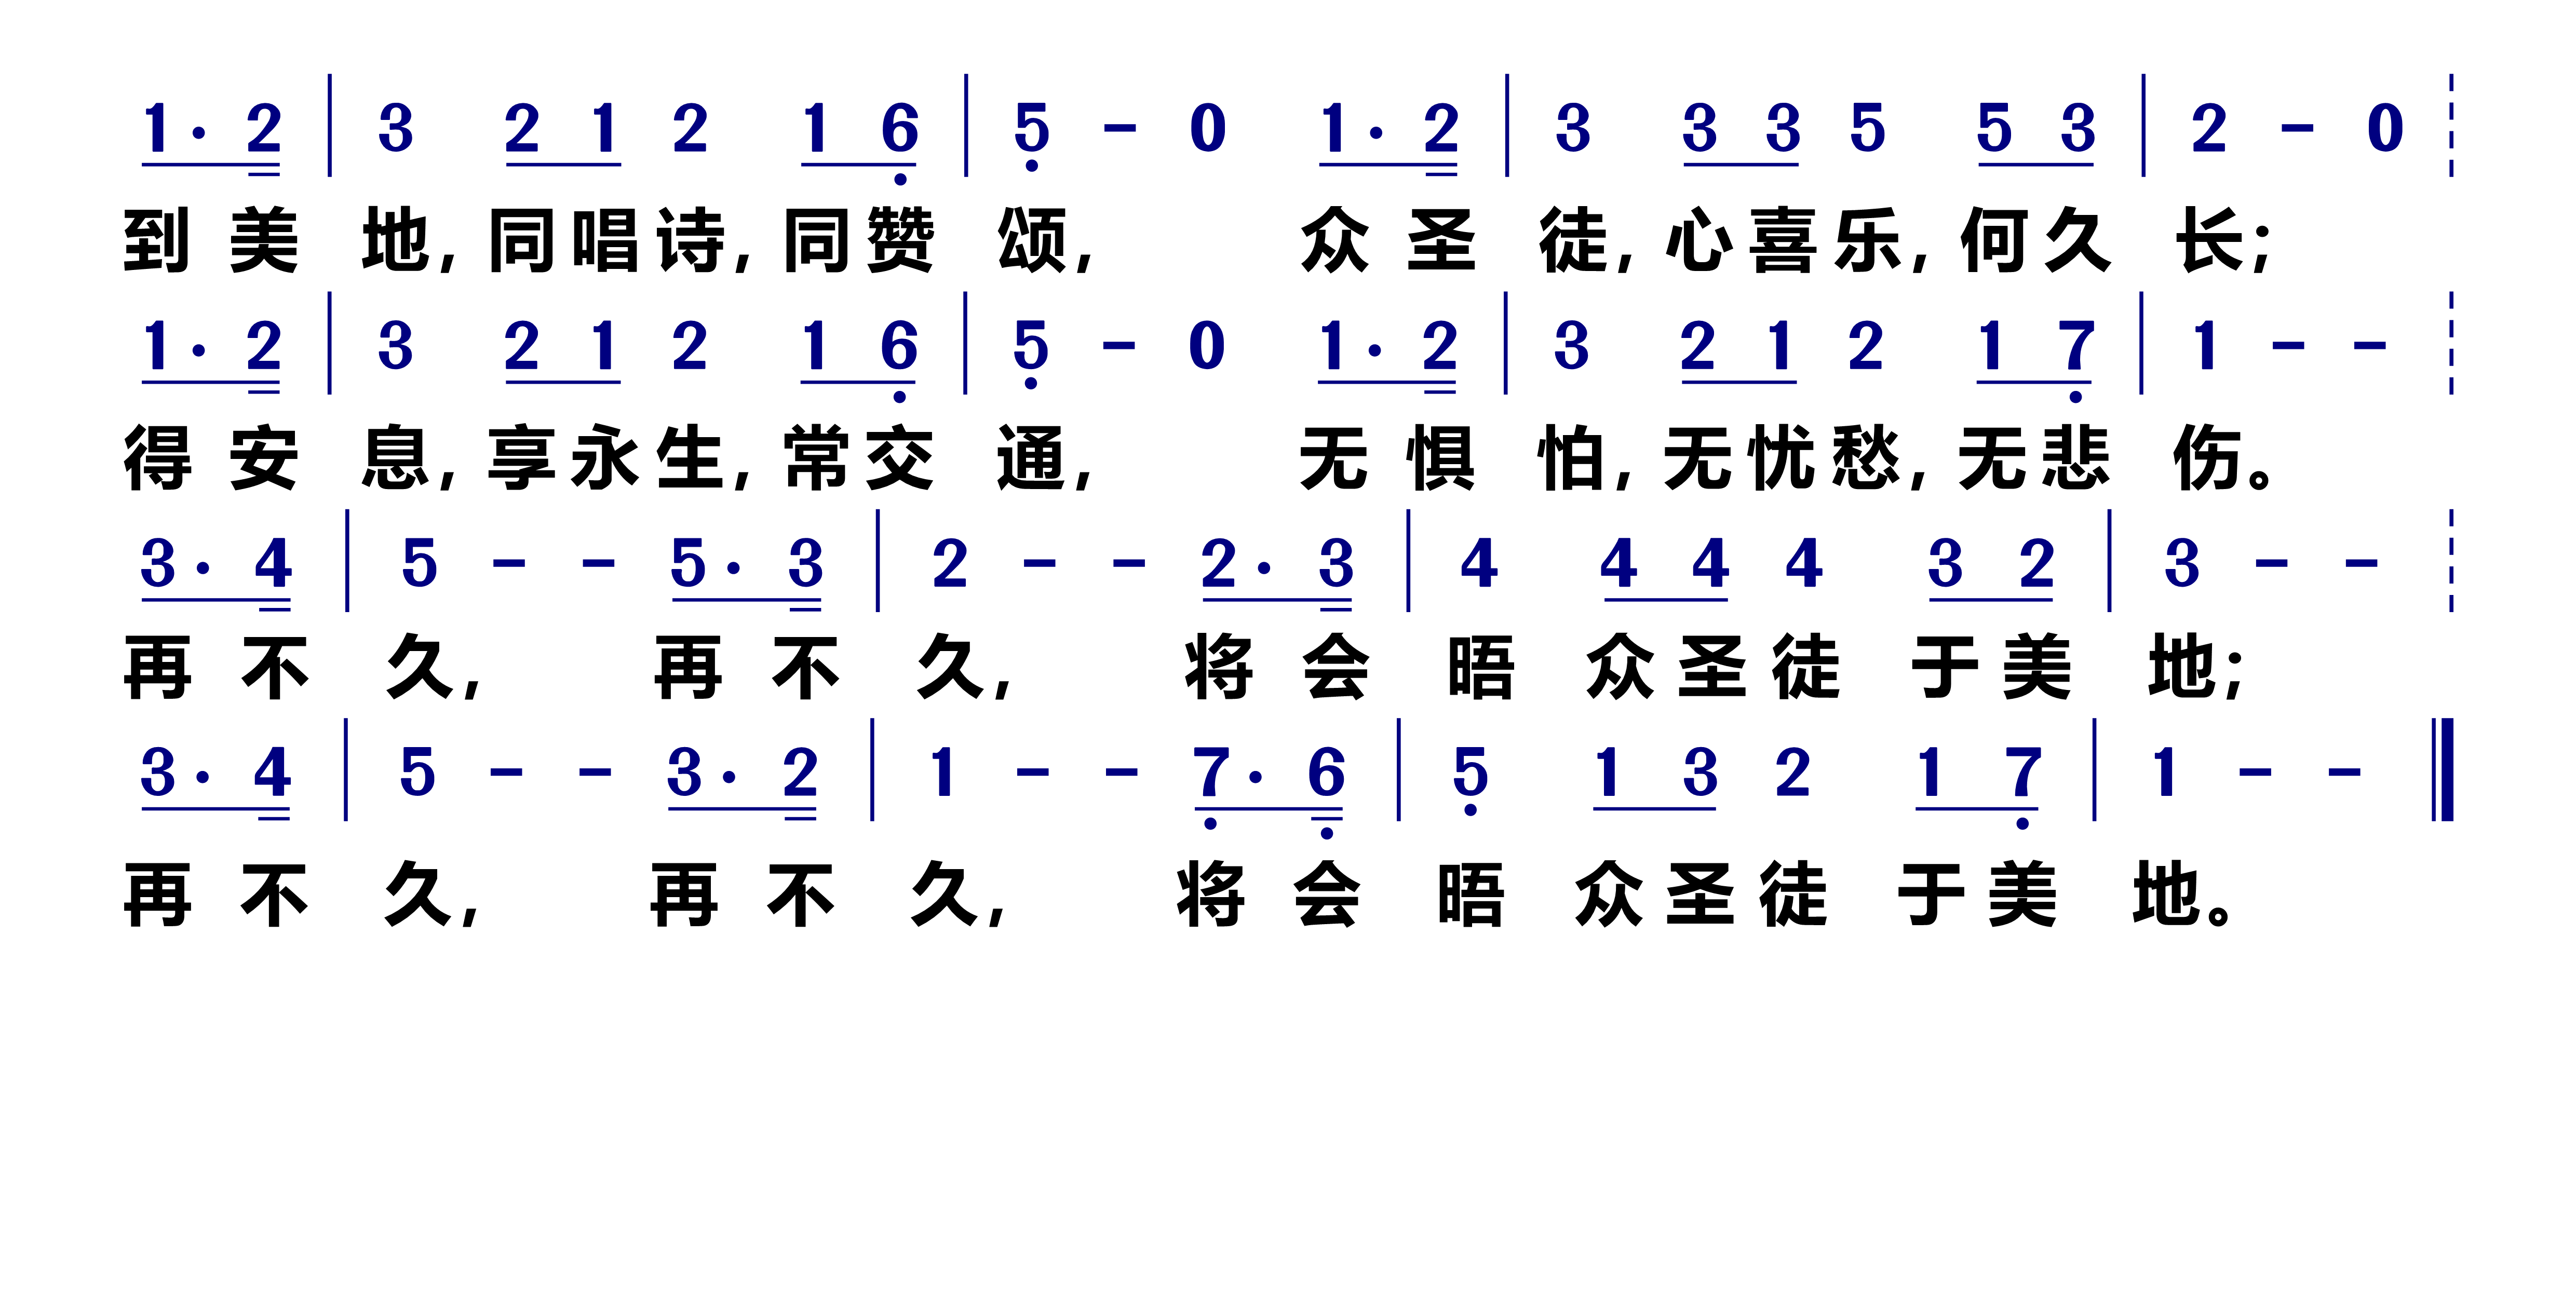 1· 2 | 3 2 1 2 1 6̣ | 5̣ - 0 1· 2 | 3 3 3 5 5 3 | 2 - 0 ¦
到美地,同唱诗,同赞颂, 众圣徒,心喜乐,何久长;
1· 2 | 3 2 1 2 1 6̣ | 5̣ - 0 1· 2 | 3 2 1 2 1 7̣ | 1 - - ¦
得安息,享永生,常交通, 无惧怕,无忧愁,无悲伤。
3· 4 | 5 - - 5· 3 | 2 - - 2· 3 | 4 4 4 4 3 2 | 3 - - ¦
再不久, 再不久, 将会晤众圣徒于美地;
3· 4 | 5 - - 3· 2 | 1 - - 7̣· 6̣ | 5̣ 1 3 2 1 7̣ | 1 - - ‖
再不久, 再不久, 将会晤众圣徒于美地。